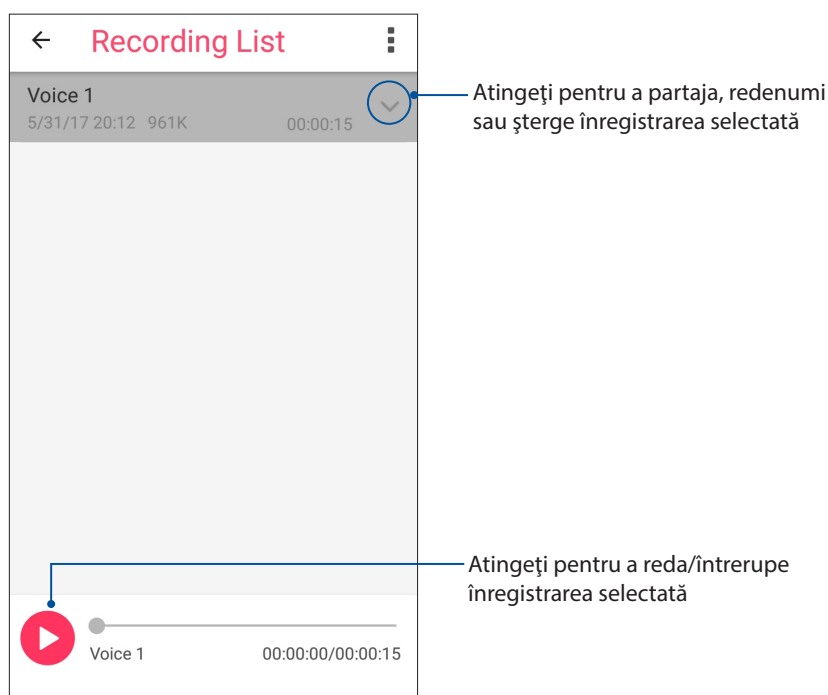 Recording List
Voice 1
5/31/17 20:12 961K 00:00:15
Atingeţi pentru a partaja, redenumi
sau şterge înregistrarea selectată
Atingeţi pentru a reda/întrerupe
înregistrarea selectată
Voice 1 00:00:00/00:00:15